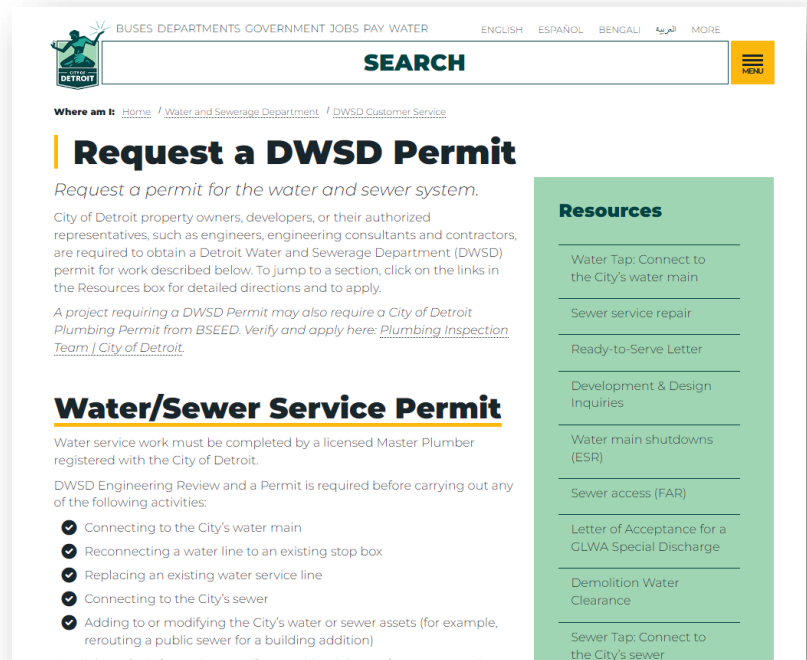 BUSES DEPARTMENTS GOVERNMENT JOBS PAY WATER
ENGLISH ESPAÑOL BENGALI العربية MORE
CITY OF
DETROIT
SEARCH
MENU
Where am I: Home / Water and Sewerage Department / DWSD Customer Service
Request a DWSD Permit
Request a permit for the water and sewer system.
City of Detroit property owners, developers, or their authorized
representatives, such as engineers, engineering consultants and contractors,
are required to obtain a Detroit Water and Sewerage Department (DWSD)
permit for work described below. To jump to a section, click on the links in
the Resources box for detailed directions and to apply.
A project requiring a DWSD Permit may also require a City of Detroit
Plumbing Permit from BSEED. Verify and apply here: Plumbing Inspection
Team | City of Detroit.
Water/Sewer Service Permit
Water service work must be completed by a licensed Master Plumber
registered with the City of Detroit.
DWSD Engineering Review and a Permit is required before carrying out any
of the following activities:
Connecting to the City's water main
Reconnecting a water line to an existing stop box
Replacing an existing water service line
Connecting to the City's sewer
Adding to or modifying the City's water or sewer assets (for example,
rerouting a public sewer for a building addition)
Resources
Water Tap: Connect to
the City's water main
Sewer service repair
Ready-to-Serve Letter
Development & Design
Inquiries
Water main shutdowns
(ESR)
Sewer access (FAR)
Letter of Acceptance for a
GLWA Special Discharge
Demolition Water
Clearance
Sewer Tap: Connect to
the City's sewer